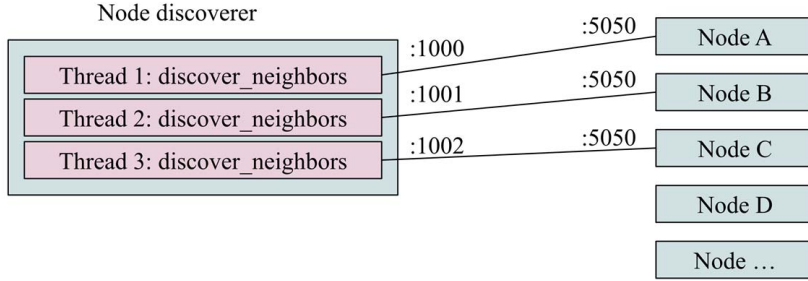 Node discoverer
:1000
:5050
Node A
Thread 1: discover_neighbors
:1001
:5050
Node B
Thread 2: discover_neighbors
:1002
:5050
Node C
Thread 3: discover_neighbors
Node D
Node …